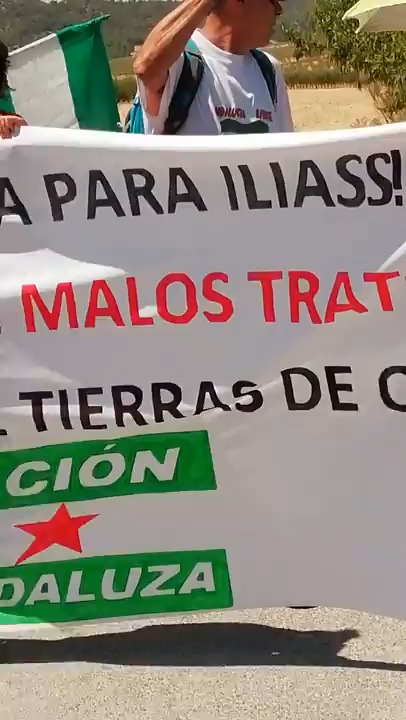 A PARA ILIASS!
MALOS TRAT
TIERRAS DE
CIÓN
DALUZA